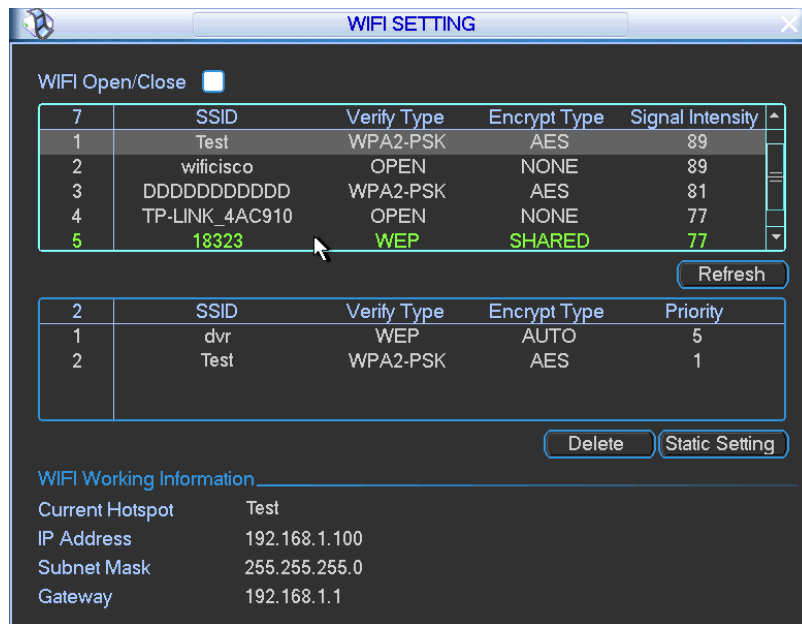 WIFI SETTING
WIFI Open/Close
7 SSID Verify Type Encrypt Type Signal Intensity
1 Test WPA2-PSK AES 89
2 wificisco OPEN NONE 89
3 DDDDDDDDDDD WPA2-PSK AES 81
4 TP-LINK_4AC910 OPEN NONE 77
5 18323 WEP SHARED 77
Refresh
2 SSID Verify Type Encrypt Type Priority
1 dvr WEP AUTO 5
2 Test WPA2-PSK AES 1
Delete Static Setting
WIFI Working Information
Current Hotspot Test
IP Address 192.168.1.100
Subnet Mask 255.255.255.0
Gateway 192.168.1.1